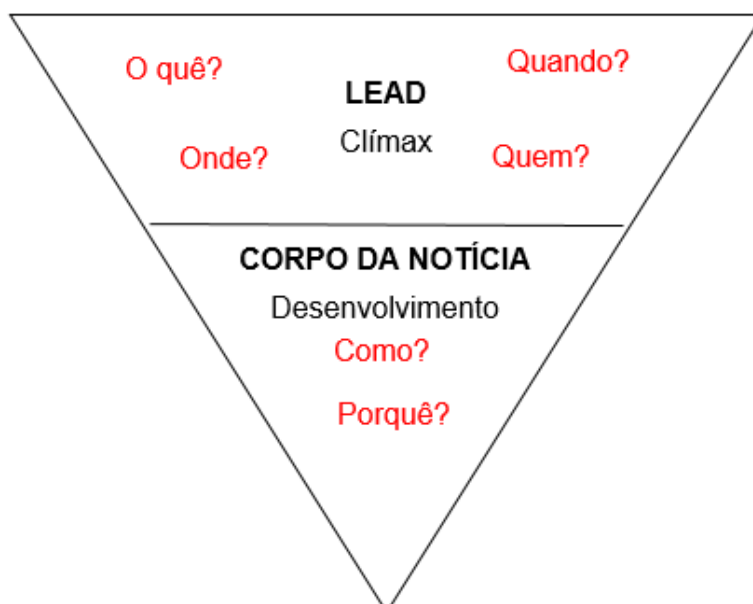 O quê?
Quando?
LEAD
Clímax
Onde?
Quem?
CORPO DA NOTÍCIA
Desenvolvimento
Como?
Porquê?